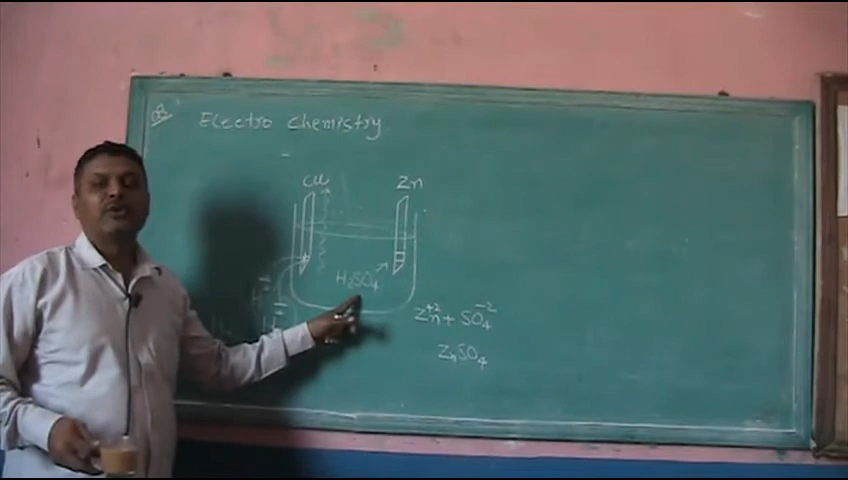 Electro chemistry
Cu
Zn
H₂SO₄
Zn⁺² + SO₄⁻²
ZnSO₄